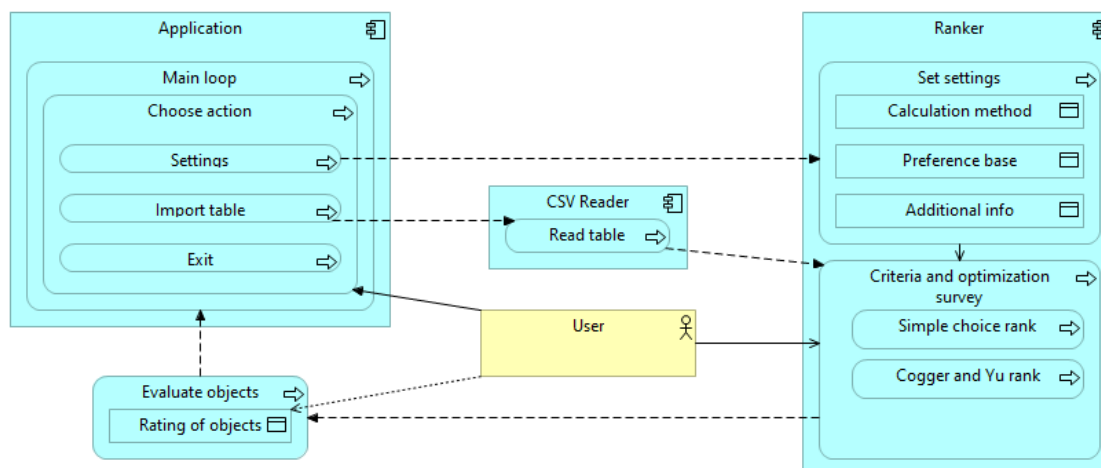 Application
Main loop
Choose action
Settings
Import table
Exit
CSV Reader
Read table
User
Evaluate objects
Rating of objects
Ranker
Set settings
Calculation method
Preference base
Additional info
Criteria and optimization
survey
Simple choice rank
Cogger and Yu rank